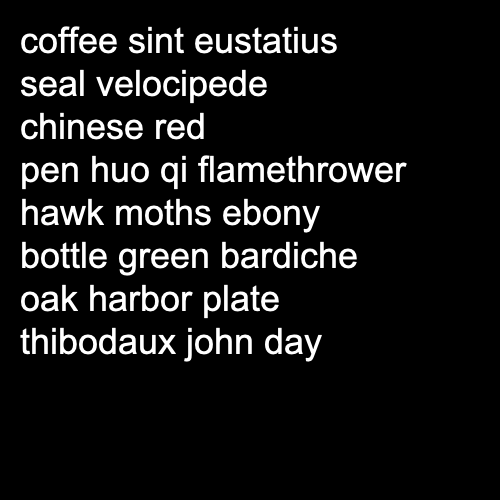 coffee sint eustatius
seal velocipede
chinese red
pen huo qi flamethrower
hawk moths ebony
bottle green bardiche
oak harbor plate
thibodaux john day